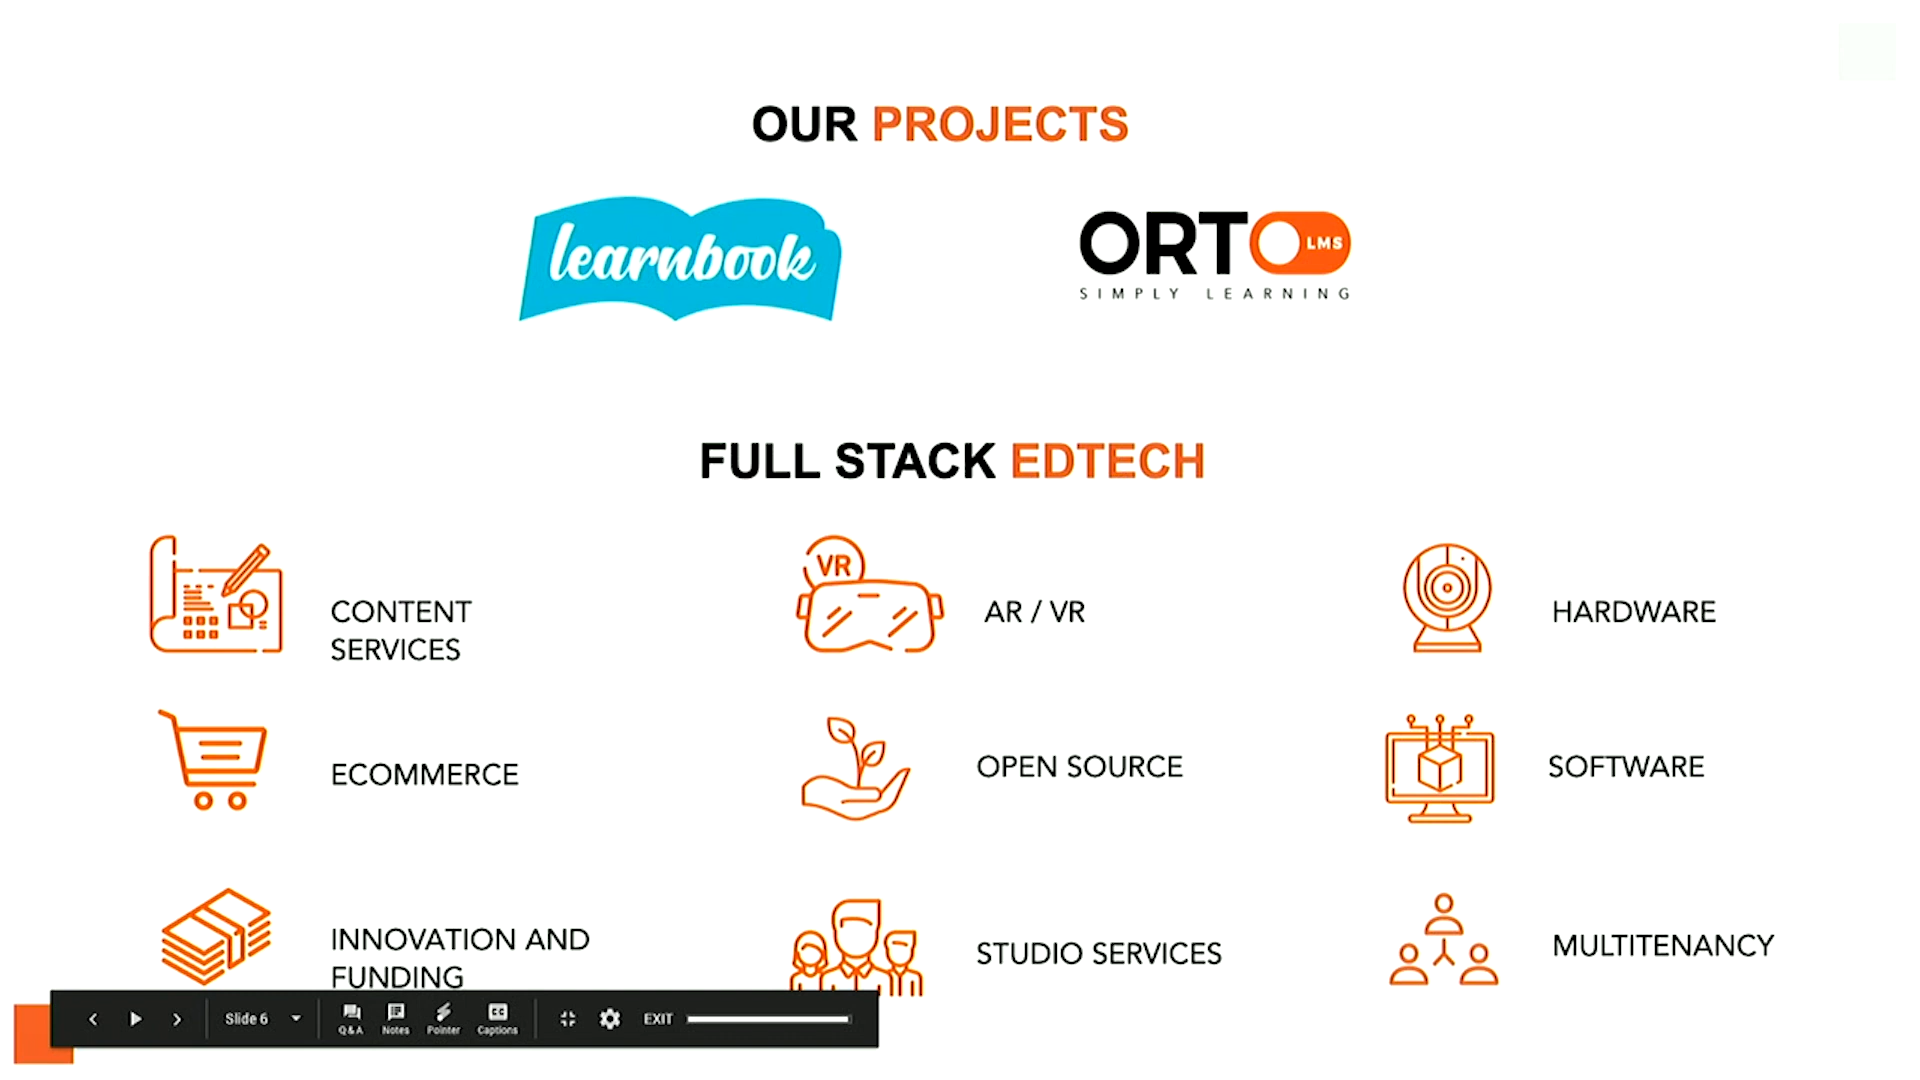 OUR PROJECTS
learnbook
ORTO LMS
SIMPLY LEARNING
FULL STACK EDTECH
CONTENT
SERVICES
VR
AR / VR
HARDWARE
ECOMMERCE
OPEN SOURCE
SOFTWARE
INNOVATION AND
FUNDING
STUDIO SERVICES
MULTITENANCY
Slide 6
Q&A
Notes
Pointer
CC
Captions
EXIT